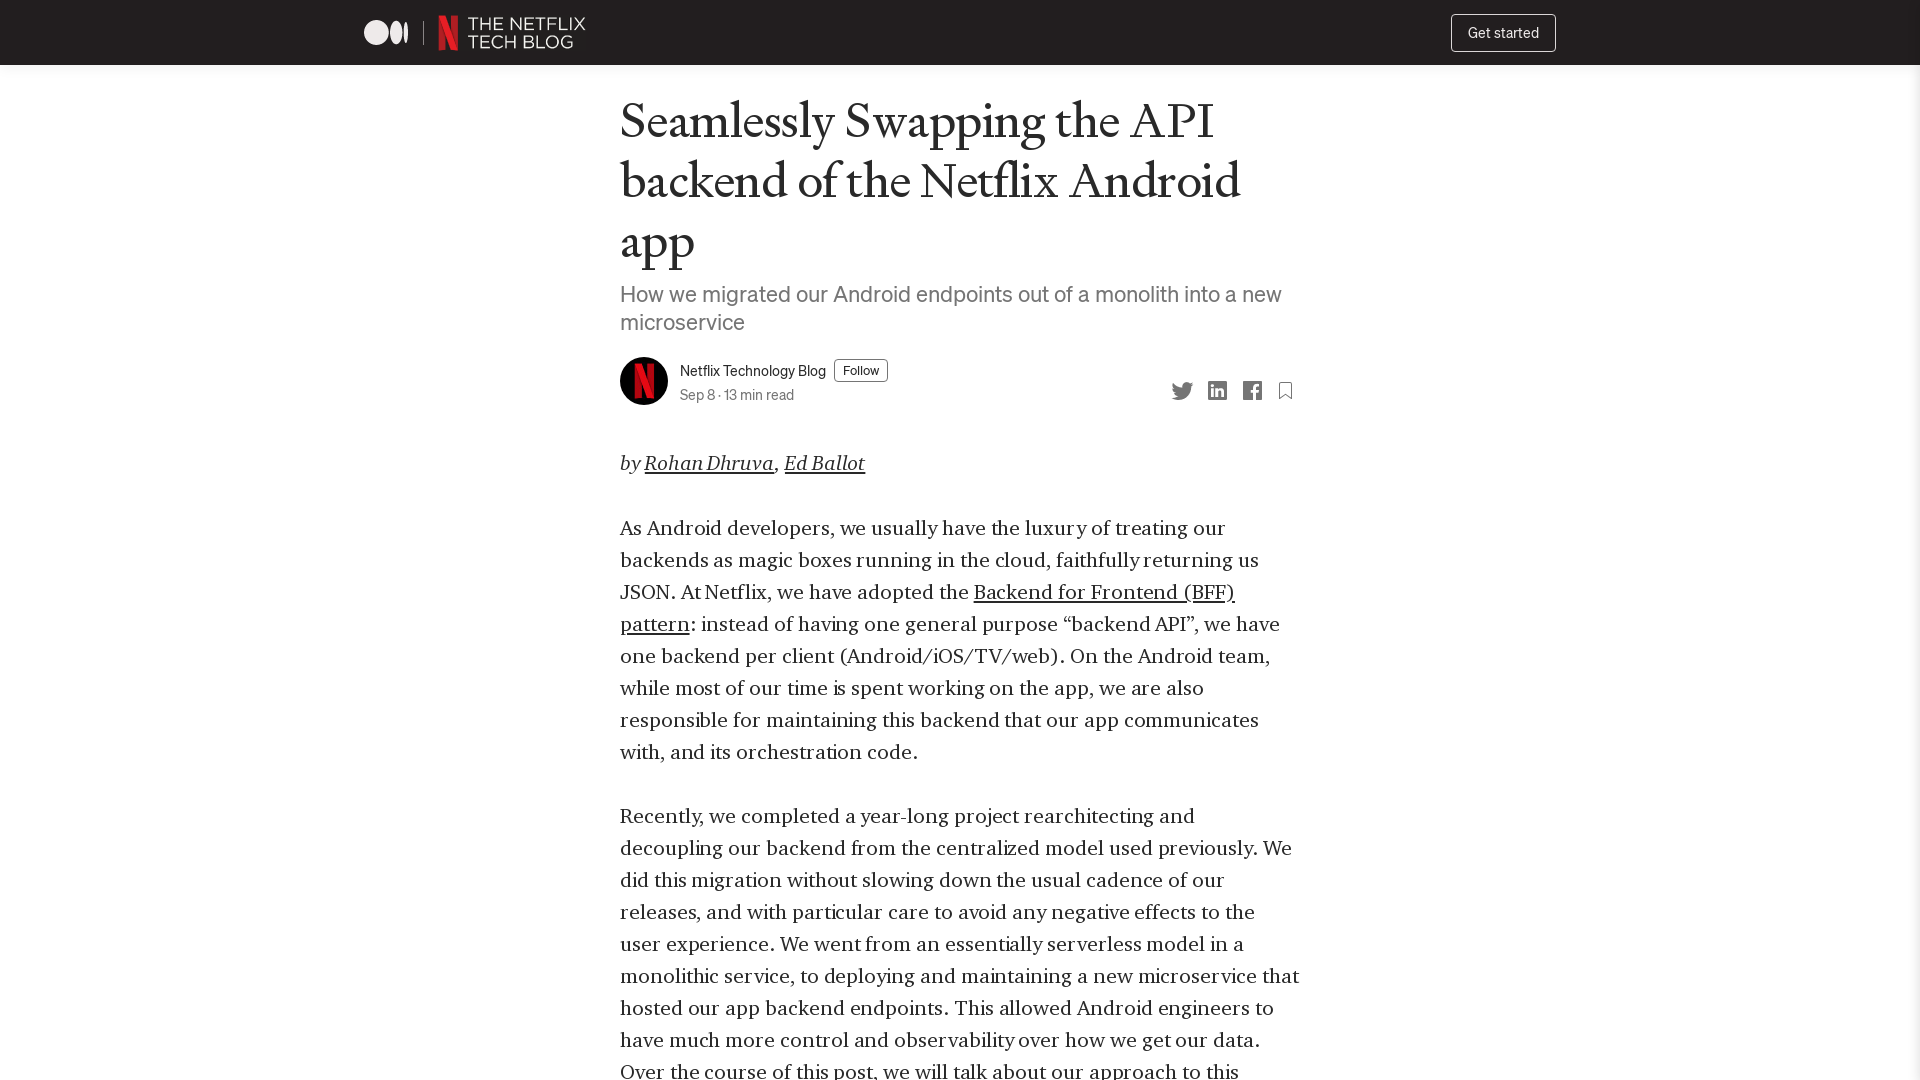 THE NETFLIX
TECH BLOG
Get started
Seamlessly Swapping the API
backend of the Netflix Android
app
How we migrated our Android endpoints out of a monolith into a new
microservice
Netflix Technology Blog Follow
Sep 8 · 13 min read
by Rohan Dhruva, Ed Ballot
As Android developers, we usually have the luxury of treating our
backends as magic boxes running in the cloud, faithfully returning us
JSON. At Netflix, we have adopted the Backend for Frontend (BFF)
pattern: instead of having one general purpose “backend API”, we have
one backend per client (Android/iOS/TV/web). On the Android team,
while most of our time is spent working on the app, we are also
responsible for maintaining this backend that our app communicates
with, and its orchestration code.
Recently, we completed a year-long project rearchitecting and
decoupling our backend from the centralized model used previously. We
did this migration without slowing down the usual cadence of our
releases, and with particular care to avoid any negative effects to the
user experience. We went from an essentially serverless model in a
monolithic service, to deploying and maintaining a new microservice that
hosted our app backend endpoints. This allowed Android engineers to
have much more control and observability over how we get our data.
Over the course of this post, we will talk about our approach to this